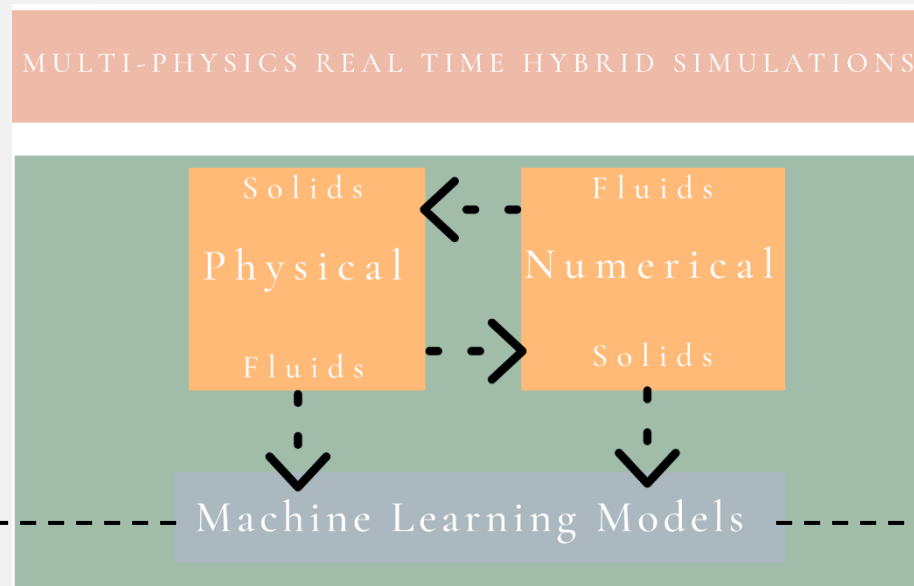 MULTI-PHYSICS REAL TIME HYBRID SIMULATIONS
Solids
Physical
Fluids
Fluids
Numerical
Solids
Machine Learning Models